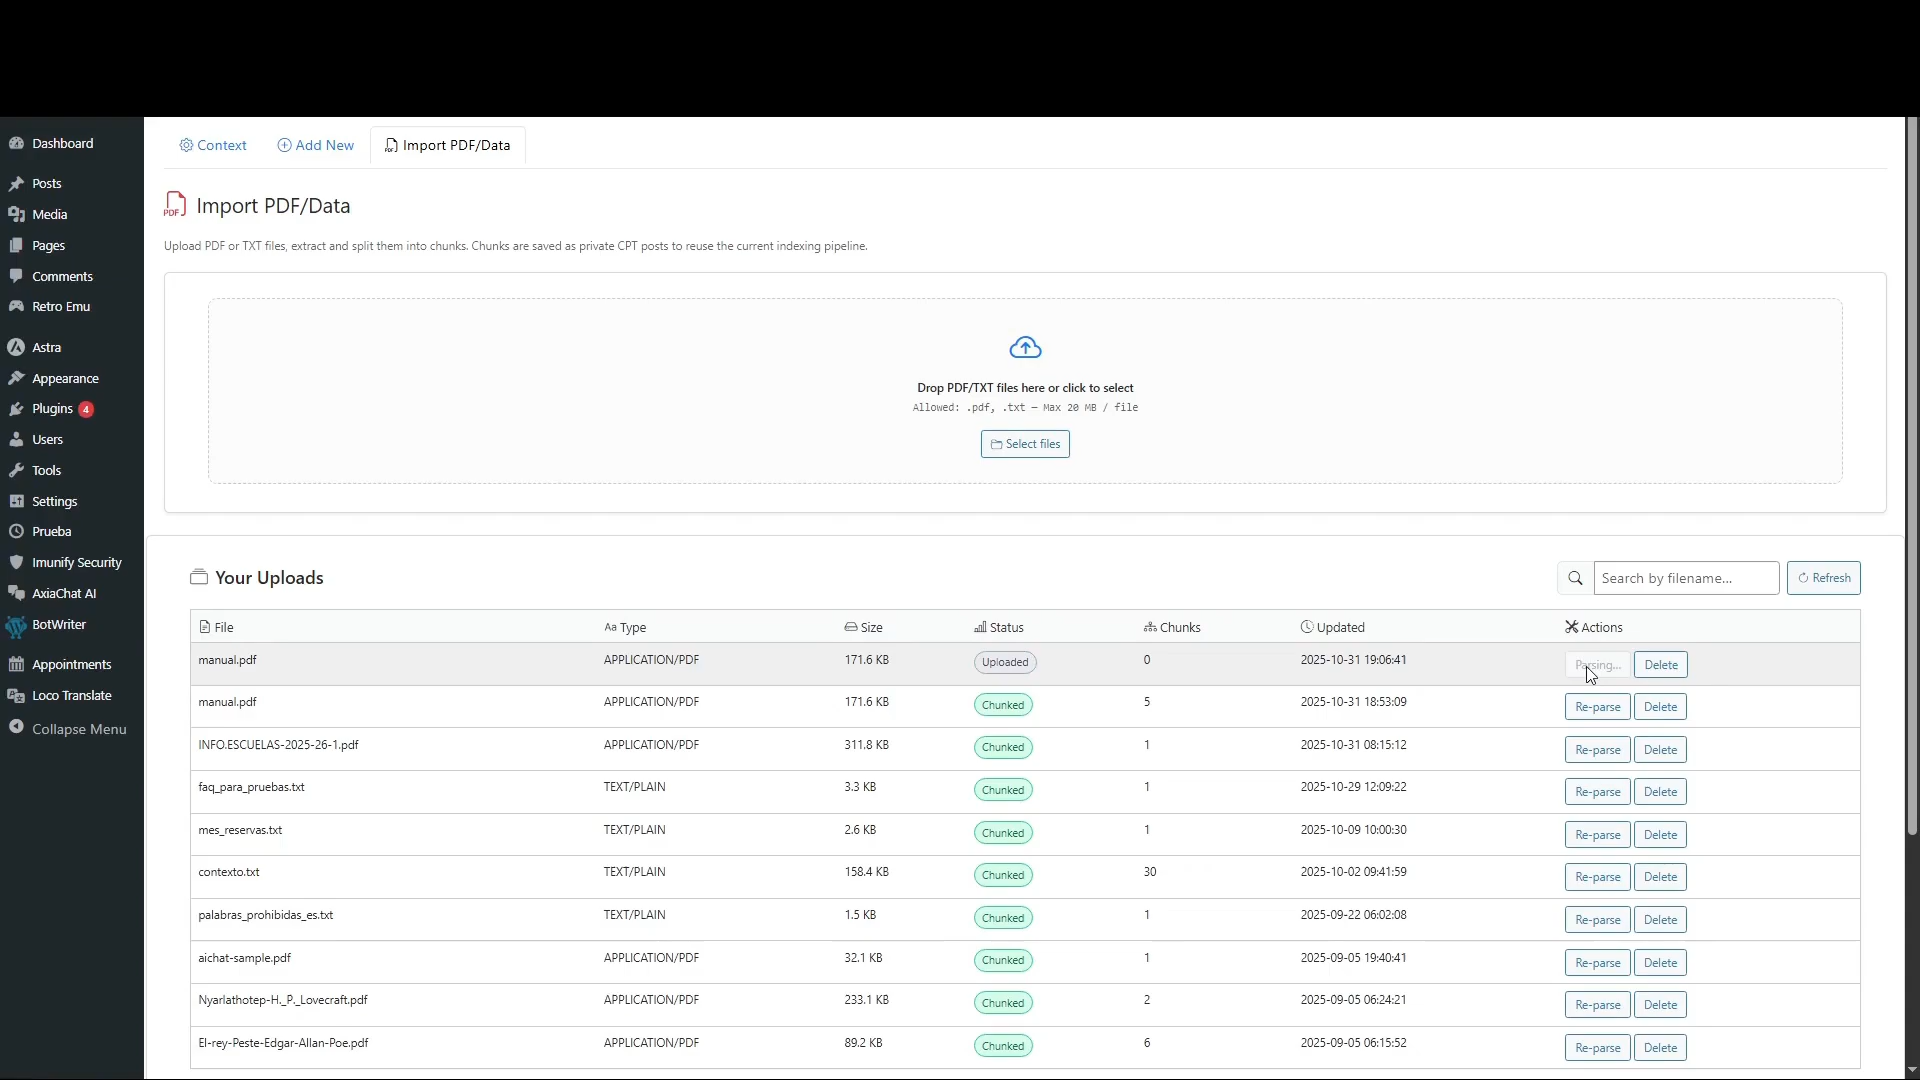 Dashboard
Posts
Media
Pages
Comments
Retro Emu
Astra
Appearance
Plugins 4
Users
Tools
Settings
Prueba
Imunify Security
AxiaChat AI
BotWriter
Appointments
Loco Translate
Collapse Menu
Context Add New Import PDF/Data
PDF Import PDF/Data
Upload PDF or TXT files, extract and split them into chunks. Chunks are saved as private CPT posts to reuse the current indexing pipeline.
Drop PDF/TXT files here or click to select
Allowed: .pdf, .txt — Max 20 MB / file
Select files
Your Uploads Search by filename... Refresh
File Aa Type Size Status Chunks Updated Actions
manual.pdf APPLICATION/PDF 171.6 KB Uploaded 0 2025-10-31 19:06:41 Parsing... Delete
manual.pdf APPLICATION/PDF 171.6 KB Chunked 5 2025-10-31 18:53:09 Re-parse Delete
INFO.ESCUELAS-2025-26-1.pdf APPLICATION/PDF 311.8 KB Chunked 1 2025-10-31 08:15:12 Re-parse Delete
faq_para_pruebas.txt TEXT/PLAIN 3.3 KB Chunked 1 2025-10-29 12:09:22 Re-parse Delete
mes_reservas.txt TEXT/PLAIN 2.6 KB Chunked 1 2025-10-09 10:00:30 Re-parse Delete
contexto.txt TEXT/PLAIN 158.4 KB Chunked 30 2025-10-02 09:41:59 Re-parse Delete
palabras_prohibidas_es.txt TEXT/PLAIN 1.5 KB Chunked 1 2025-09-22 06:02:08 Re-parse Delete
aichat-sample.pdf APPLICATION/PDF 32.1 KB Chunked 1 2025-09-05 19:40:41 Re-parse Delete
Nyarlathotep-H._P._Lovecraft.pdf APPLICATION/PDF 233.1 KB Chunked 2 2025-09-05 06:24:21 Re-parse Delete
El-rey-Peste-Edgar-Allan-Poe.pdf APPLICATION/PDF 89.2 KB Chunked 6 2025-09-05 06:15:52 Re-parse Delete